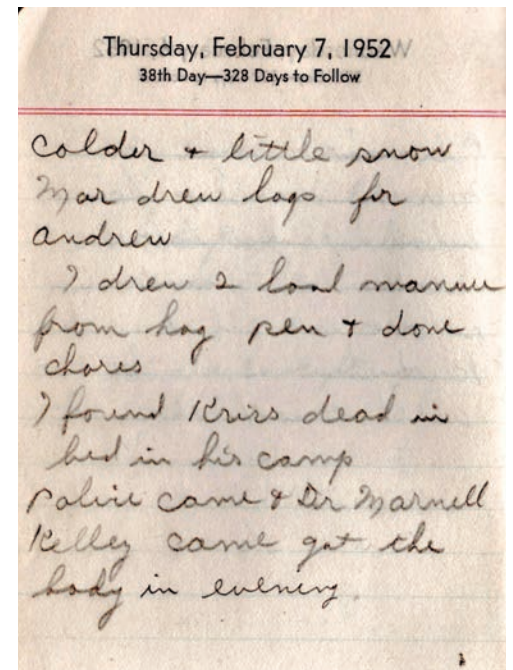 Thursday, February 7, 1952
38th Day—328 Days to Follow
Colder + little snow
Mar drew logs for
Andrew
I drew 2 load manure
from hog pen + done
chores
I found Kriss dead in
bed in his camp
Police came + Dr Marnell
Kelley came got the
body in evening.